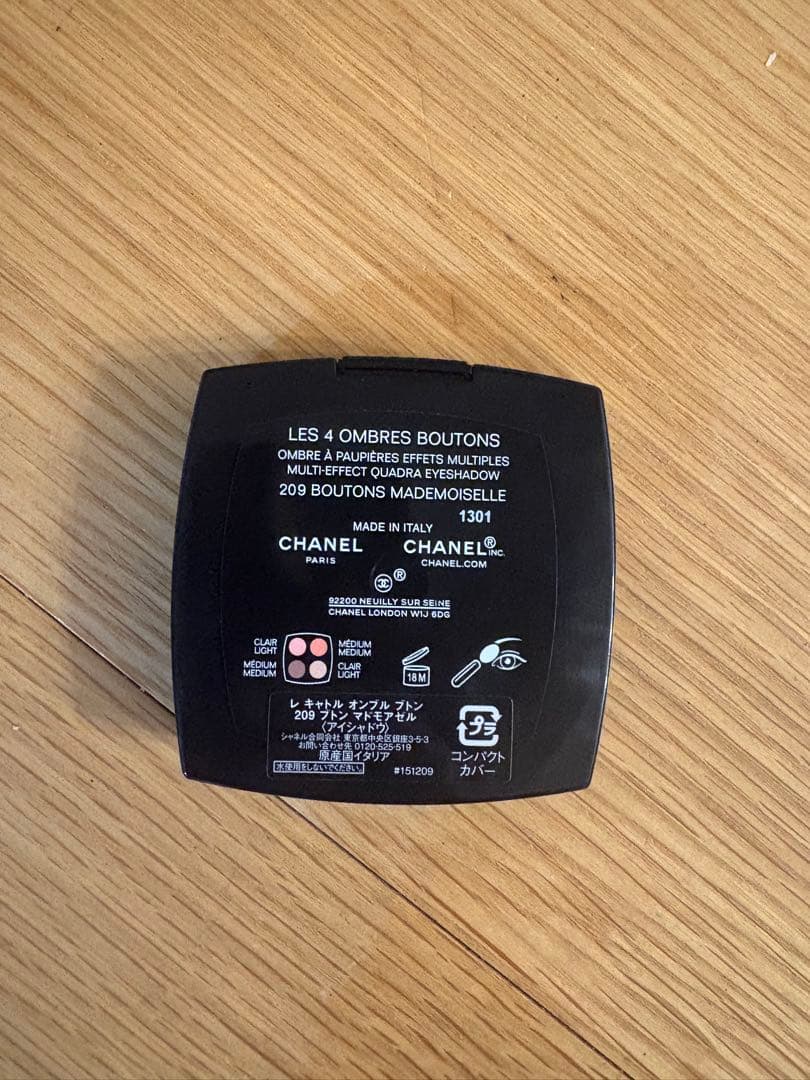 LES 4 OMBRES BOUTONS
OMBRE À PAUPIÈRES EFFETS MULTIPLES
MULTI-EFFECT QUADRA EYESHADOW
209 BOUTONS MADEMOISELLE
1301
MADE IN ITALY
CHANEL CHANEL® INC.
PARIS CHANEL.COM
®
92200 NEUILLY SUR SEINE
CHANEL LONDON W1J 6DG
CLAIR MÉDIUM
LIGHT MEDIUM
MÉDIUM CLAIR
MEDIUM LIGHT
18 M
レ キャトル オンブル ブトン
209 ブトン マドモアゼル
〈アイシャドウ〉
シャネル合同会社 東京都中央区銀座3-5-3
お問い合わせ先 0120-525-519
原産国イタリア
水使用をしないでください。
#151209
プラ
コンパクト
カバー